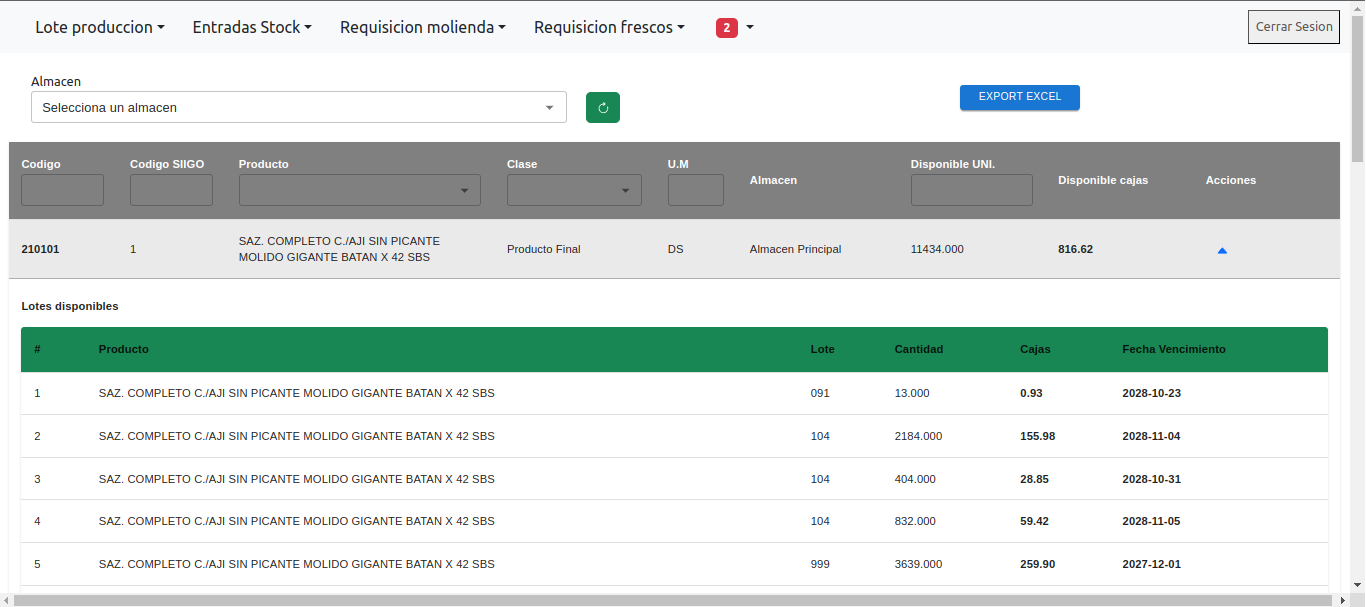 Lote produccion Entradas Stock Requisicion molienda Requisicion frescos 2 Cerrar Sesion
Almacen
Selecciona un almacen EXPORT EXCEL
Codigo Codigo SIIGO Producto Clase U.M Almacen Disponible UNI. Disponible cajas Acciones
210101 1 SAZ. COMPLETO C./AJI SIN PICANTE
MOLIDO GIGANTE BATAN X 42 SBS Producto Final DS Almacen Principal 11434.000 816.62
Lotes disponibles
# Producto Lote Cantidad Cajas Fecha Vencimiento
1 SAZ. COMPLETO C./AJI SIN PICANTE MOLIDO GIGANTE BATAN X 42 SBS 091 13.000 0.93 2028-10-23
2 SAZ. COMPLETO C./AJI SIN PICANTE MOLIDO GIGANTE BATAN X 42 SBS 104 2184.000 155.98 2028-11-04
3 SAZ. COMPLETO C./AJI SIN PICANTE MOLIDO GIGANTE BATAN X 42 SBS 104 404.000 28.85 2028-10-31
4 SAZ. COMPLETO C./AJI SIN PICANTE MOLIDO GIGANTE BATAN X 42 SBS 104 832.000 59.42 2028-11-05
5 SAZ. COMPLETO C./AJI SIN PICANTE MOLIDO GIGANTE BATAN X 42 SBS 999 3639.000 259.90 2027-12-01